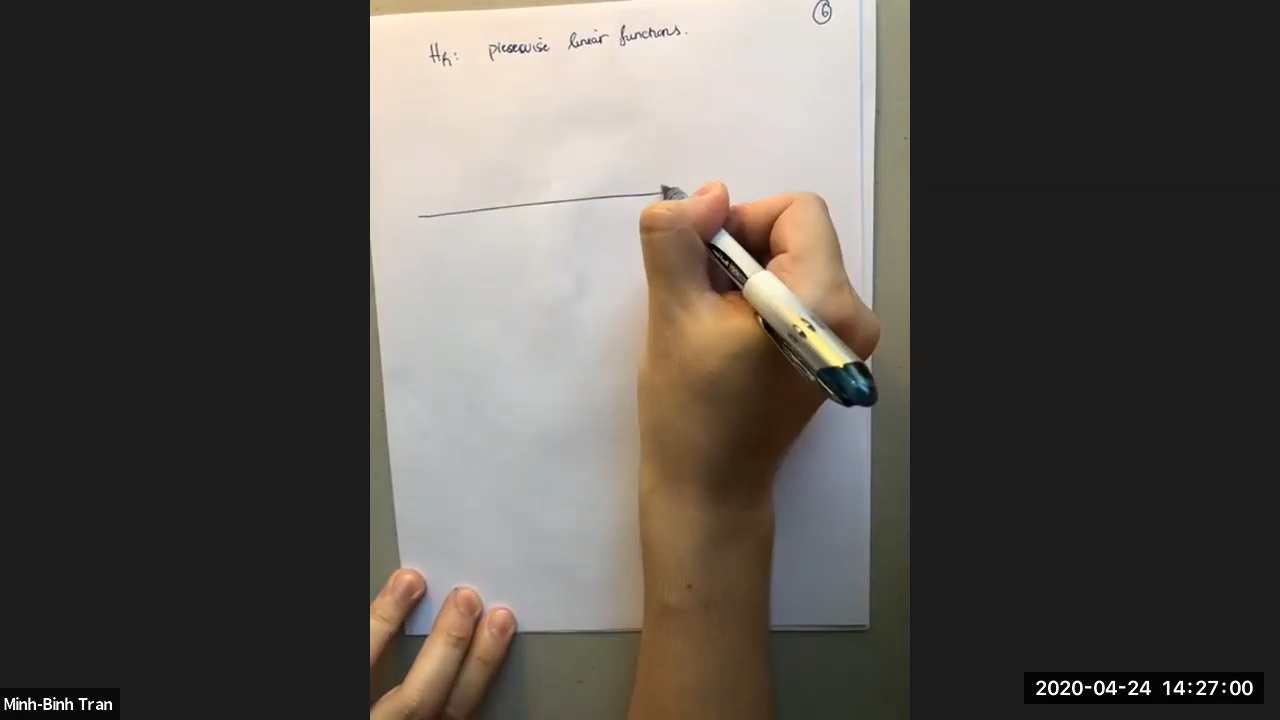 6
H_h: piecewise linear functions.
Minh-Binh Tran
2020-04-24 14:27:00